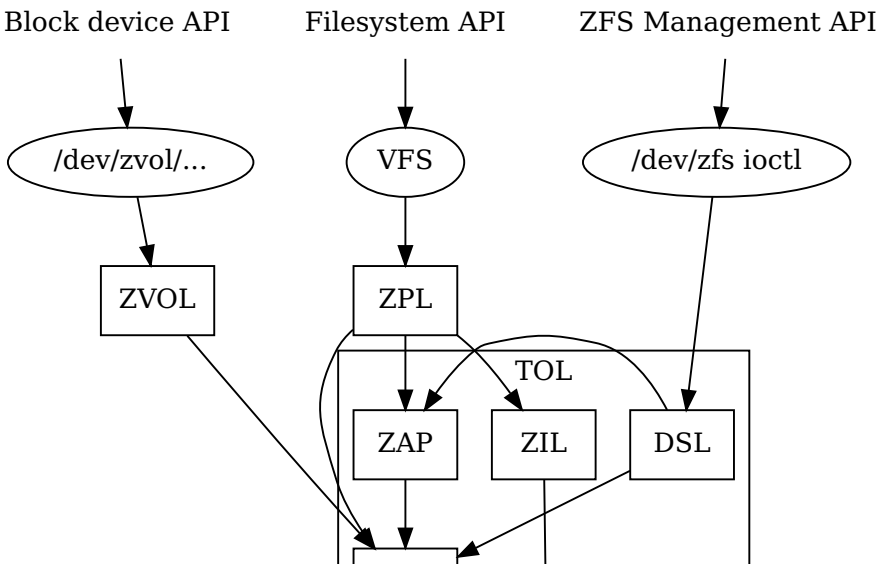 Block device API
Filesystem API
ZFS Management API
/dev/zvol/...
VFS
/dev/zfs ioctl
ZVOL
ZPL
TOL
ZAP
ZIL
DSL